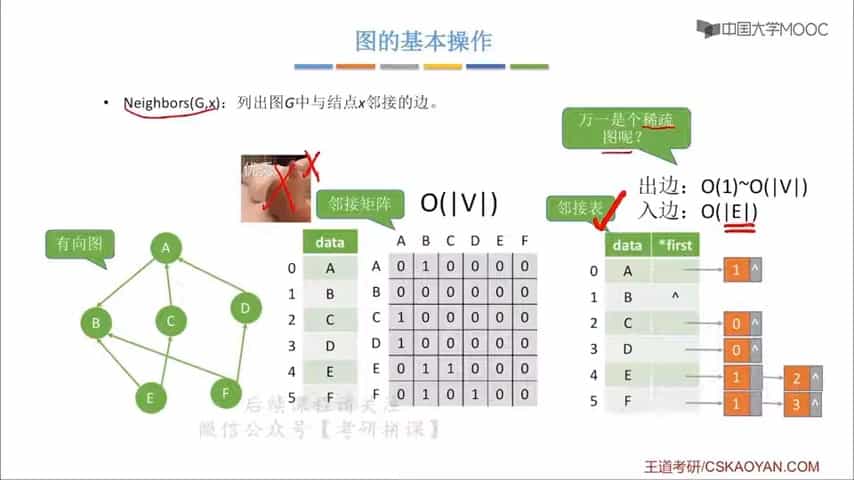 中国大学MOOC
图的基本操作
• Neighbors(G,x)：列出图G中与结点x邻接的边。
万一是个稀疏
图呢？
出边：O(1)~O(|V|)
入边：O(|E|)
邻接矩阵
O(|V|)
邻接表
有向图
A
B
C
D
E
F
data
0 A
1 B
2 C
3 D
4 E
5 F
A B C D E F
A 0 1 0 0 0 0
B 0 0 0 0 0 0
C 1 0 0 0 0 0
D 1 0 0 0 0 0
E 0 1 1 0 0 0
F 0 1 0 1 0 0
data *first
0 A 1 ^
1 B ^
2 C 0 ^
3 D 0 ^
4 E 1 2 ^
5 F 1 3 ^
后续课程请关注
微信公众号【考研拼课】
王道考研/CSKAOYAN.COM